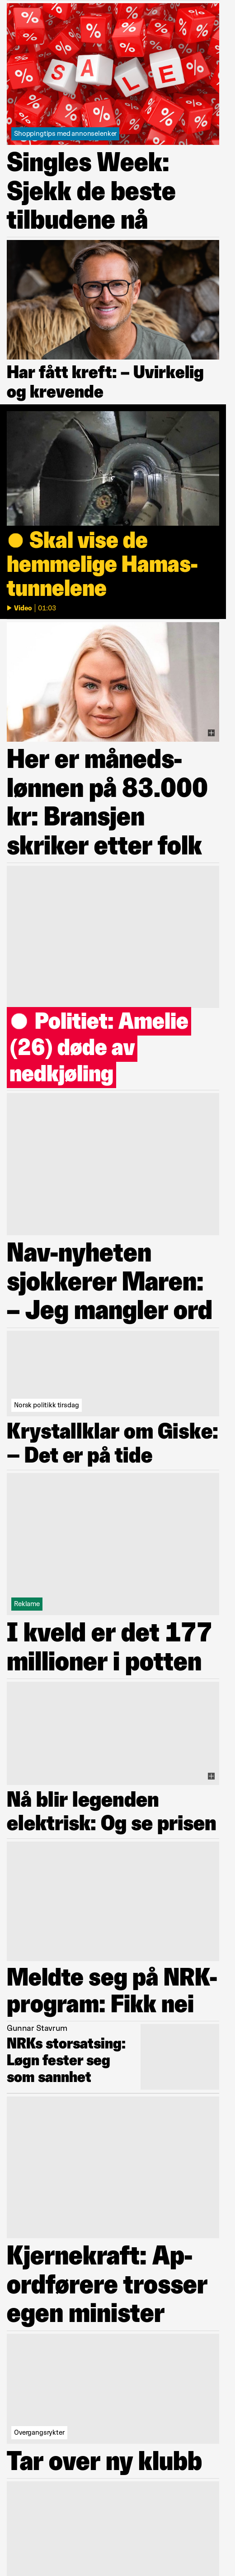 SALE
Shoppingtips med annonselenker
Singles Week:
Sjekk de beste
tilbudene nå
Har fått kreft: – Uvirkelig
og krevende
Skal vise de
hemmelige Hamas-
tunnelene
Video | 01:03
Her er måneds-
lønnen på 83.000
kr: Bransjen
skriker etter folk
Politiet: Amelie
(26) døde av
nedkjøling
Nav-nyheten
sjokkerer Maren:
– Jeg mangler ord
Norsk politikk tirsdag
Krystallklar om Giske:
– Det er på tide
Reklame
I kveld er det 177
millioner i potten
Nå blir legenden
elektrisk: Og se prisen
Meldte seg på NRK-
program: Fikk nei
Gunnar Stavrum
NRKs storsatsing:
Løgn fester seg
som sannhet
Kjernekraft: Ap-
ordførere trosser
egen minister
Overgangsrykter
Tar over ny klubb